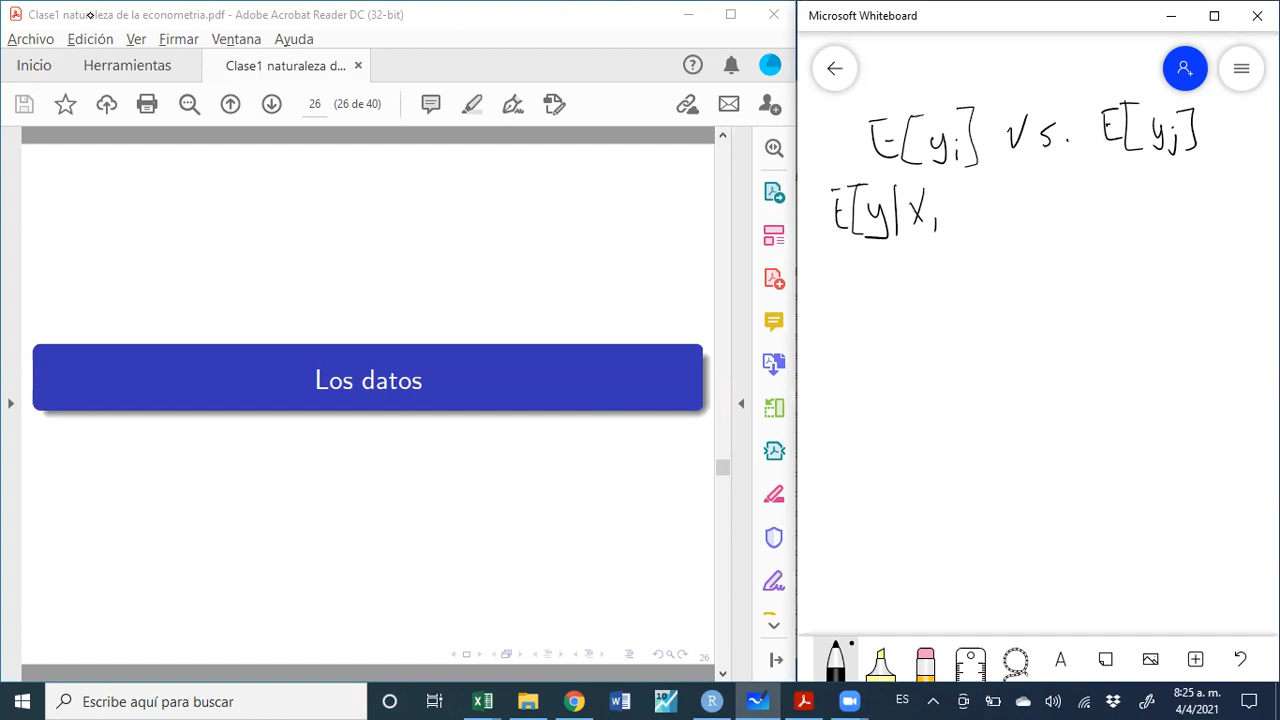 Clase1 naturaleza de la econometria.pdf - Adobe Acrobat Reader DC (32-bit)
Archivo Edición Ver Firmar Ventana Ayuda
Inicio Herramientas Clase1 naturaleza d...
26 (26 de 40)
Los datos
26
Microsoft Whiteboard
E[yi] vs. E[yj]
E[y|x,
Escribe aquí para buscar
ES
8:25 a. m.
4/4/2021